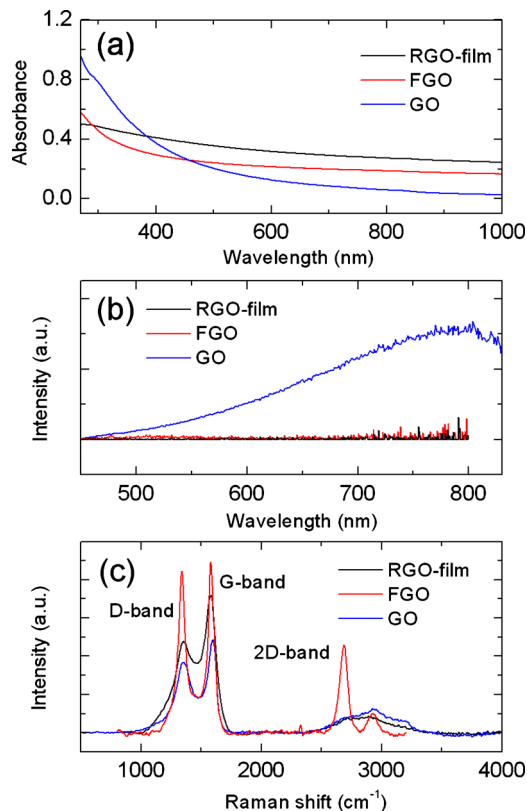 (a)
RGO-film
FGO
GO
Absorbance
1.2
0.8
0.4
0.0
400 600 800 1000
Wavelength (nm)
(b)
RGO-film
FGO
GO
Intensity (a.u.)
500 600 700 800
Wavelength (nm)
(c)
G-band
D-band
2D-band
RGO-film
FGO
GO
Intensity (a.u.)
1000 2000 3000 4000
Raman shift (cm⁻¹)